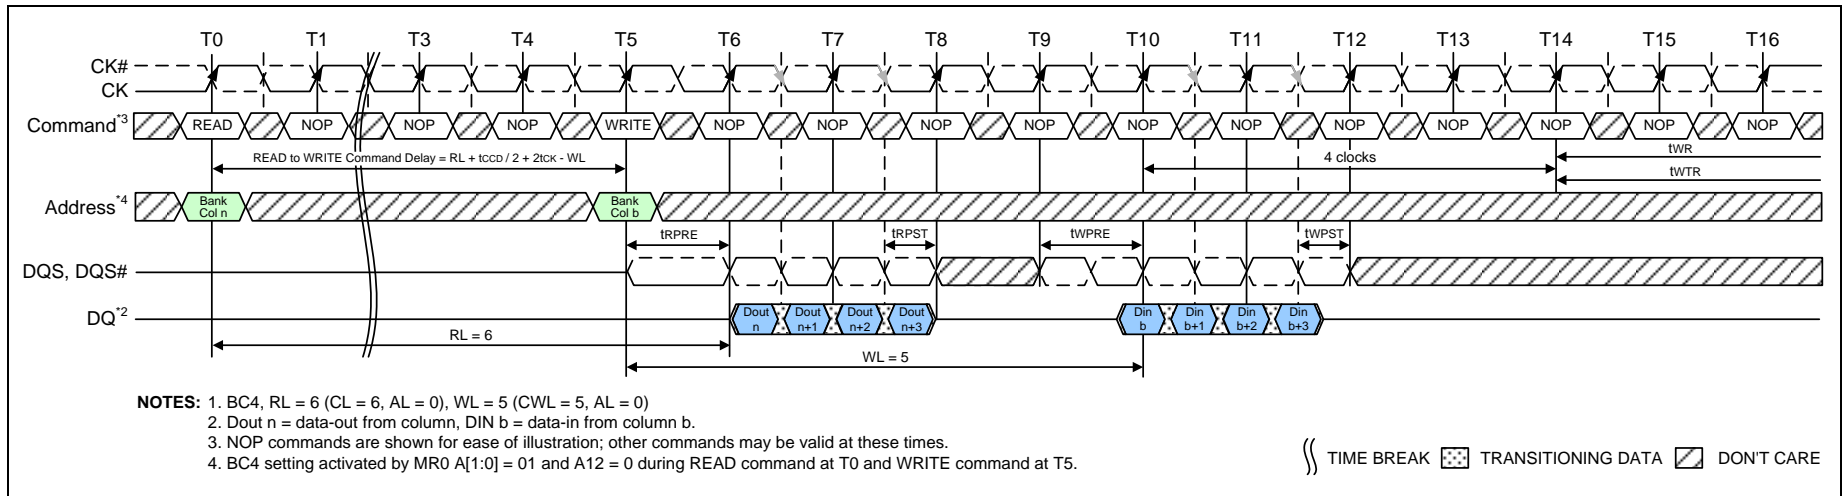 T0 T1 T3 T4 T5 T6 T7 T8 T9 T10 T11 T12 T13 T14 T15 T16
CK#
CK
Command*3 READ NOP NOP NOP WRITE NOP NOP NOP NOP NOP NOP NOP NOP NOP NOP NOP
READ to WRITE Command Delay = RL + tCCD / 2 + 2tCK - WL
4 clocks
tWR
tWTR
Address*4
Bank
Col n
Bank
Col b
tRPRE tRPST tWPRE tWPST
DQS, DQS#
DQ*2
Dout
n
Dout
n+1
Dout
n+2
Dout
n+3
Din
b
Din
b+1
Din
b+2
Din
b+3
RL = 6
WL = 5
NOTES: 1. BC4, RL = 6 (CL = 6, AL = 0), WL = 5 (CWL = 5, AL = 0)
2. Dout n = data-out from column, DIN b = data-in from column b.
3. NOP commands are shown for ease of illustration; other commands may be valid at these times.
4. BC4 setting activated by MR0 A[1:0] = 01 and A12 = 0 during READ command at T0 and WRITE command at T5.
TIME BREAK TRANSITIONING DATA DON'T CARE